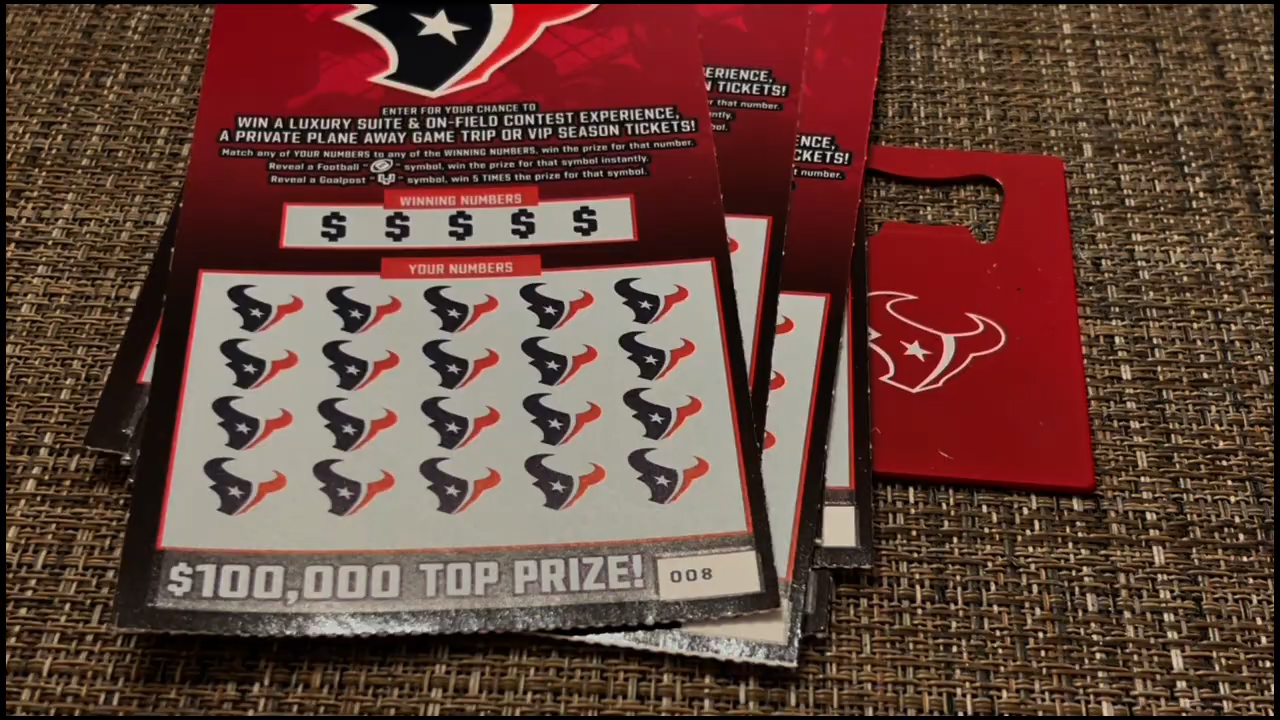 ENTER FOR YOUR CHANCE TO
WIN A LUXURY SUITE & ON-FIELD CONTEST EXPERIENCE,
A PRIVATE PLANE AWAY GAME TRIP OR VIP SEASON TICKETS!
Match any of YOUR NUMBERS to any of the WINNING NUMBERS, win the prize for that number.
Reveal a Football " " symbol, win the prize for that symbol instantly.
Reveal a Goalpost " " symbol, win 5 TIMES the prize for that symbol.
WINNING NUMBERS
$ $ $ $ $
YOUR NUMBERS
$100,000 TOP PRIZE!
008
ERIENCE,
N TICKETS!
r that number.
ntly.
bol.
ENCE,
CKETS!
t number.